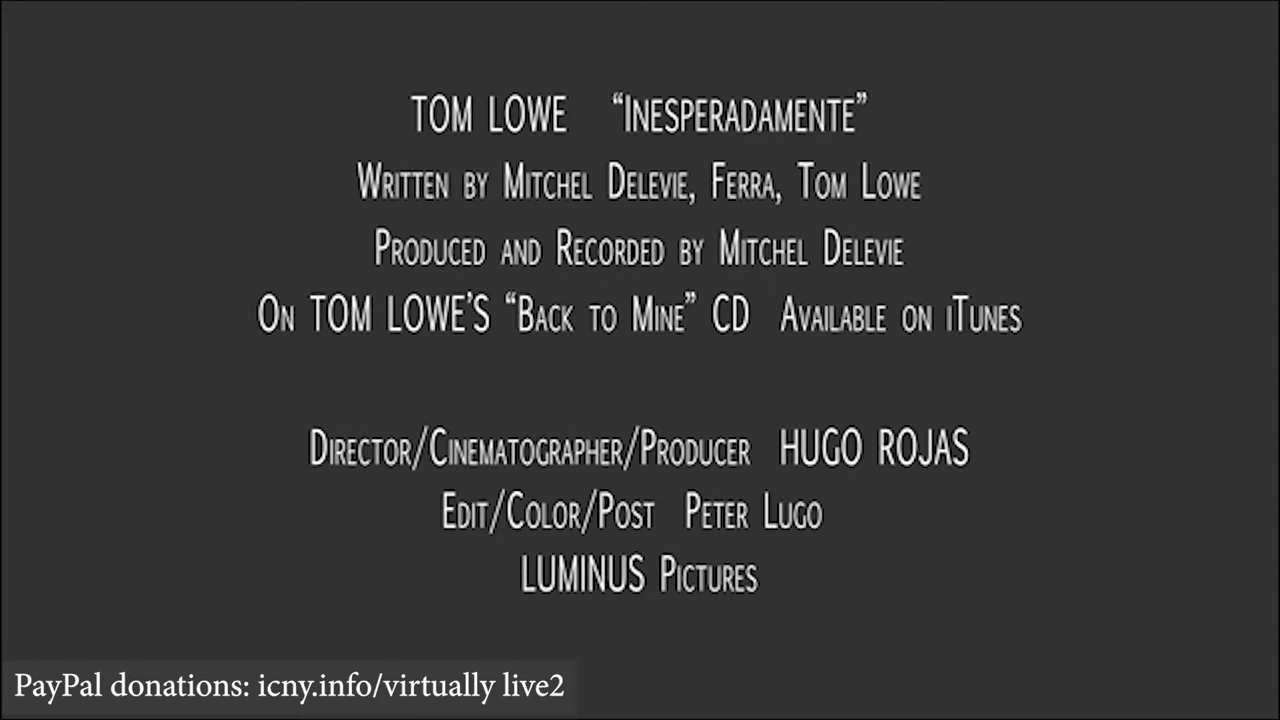 TOM LOWE “INESPERADAMENTE”
WRITTEN BY MITCHEL DELEVIE, FERRA, TOM LOWE
PRODUCED AND RECORDED BY MITCHEL DELEVIE
ON TOM LOWE’S “BACK TO MINE” CD AVAILABLE ON ITUNES
DIRECTOR/CINEMATOGRAPHER/PRODUCER HUGO ROJAS
EDIT/COLOR/POST PETER LUGO
LUMINUS PICTURES
PayPal donations: icny.info/virtually live2